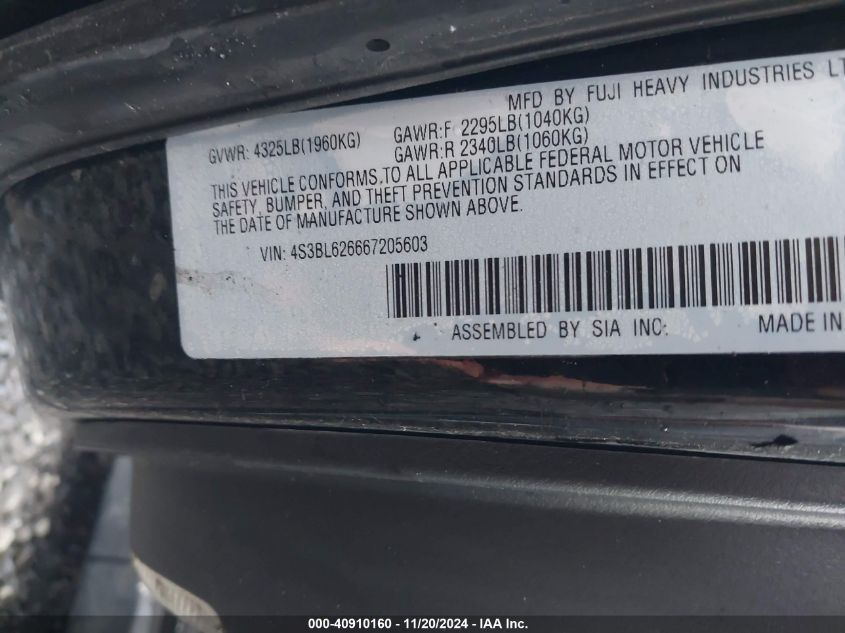 MFD BY FUJI HEAVY INDUSTRIES LT
GVWR: 4325LB(1960KG) GAWR:F 2295LB(1040KG)
GAWR:R 2340LB(1060KG)
THIS VEHICLE CONFORMS TO ALL APPLICABLE FEDERAL MOTOR VEHICLE
SAFETY, BUMPER, AND THEFT PREVENTION STANDARDS IN EFFECT ON
THE DATE OF MANUFACTURE SHOWN ABOVE.
VIN: 4S3BL626667205603
ASSEMBLED BY SIA INC. MADE IN
000-40910160 - 11/20/2024 - IAA Inc.